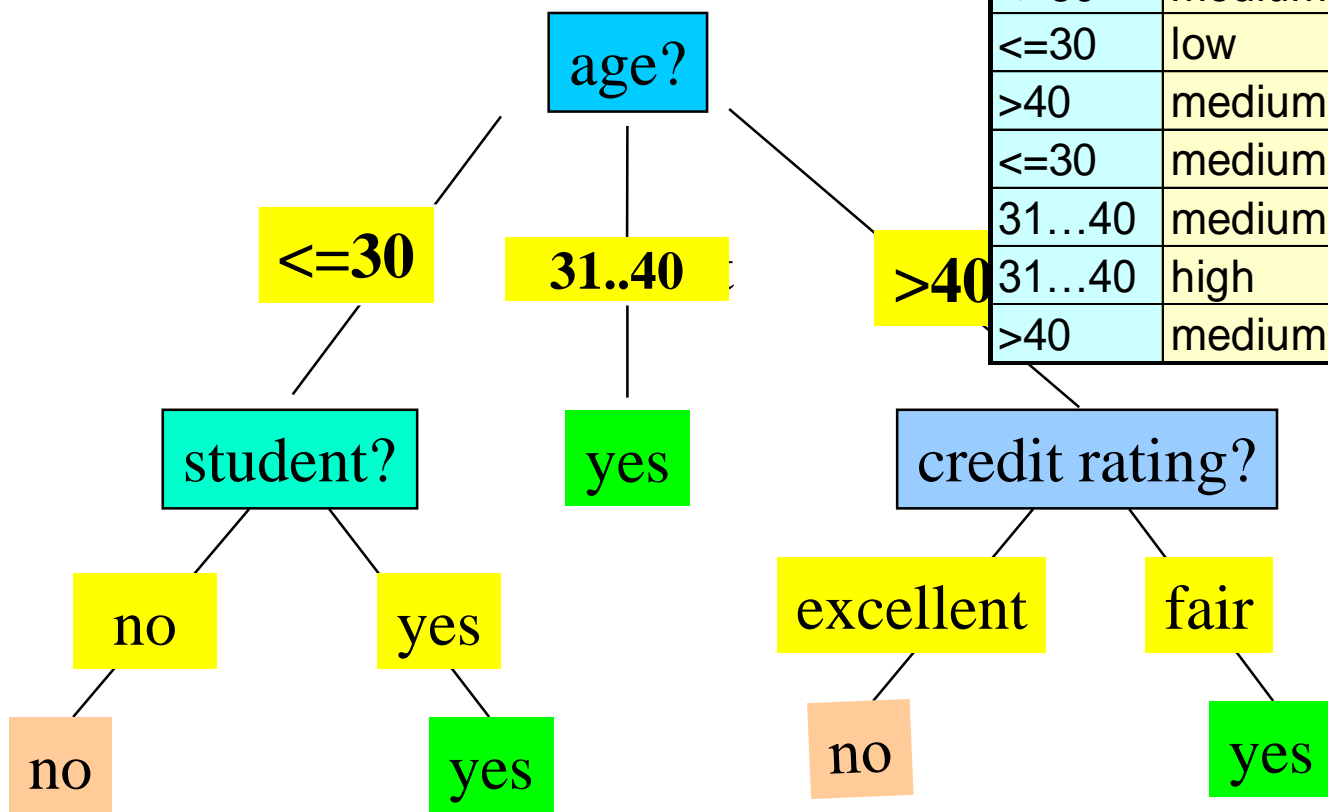 age?
<=30 low
>40 medium
<=30 medium
31…40 medium
31…40 high
>40 medium
<=30
31..40
>40
student?
yes
credit rating?
no
yes
excellent
fair
no
yes
no
yes